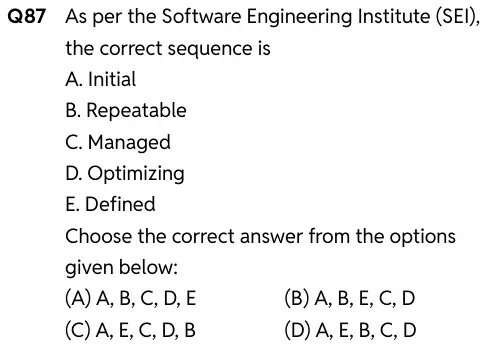 Q87 As per the Software Engineering Institute (SEI),
the correct sequence is
A. Initial
B. Repeatable
C. Managed
D. Optimizing
E. Defined
Choose the correct answer from the options
given below:
(A) A, B, C, D, E (B) A, B, E, C, D
(C) A, E, C, D, B (D) A, E, B, C, D